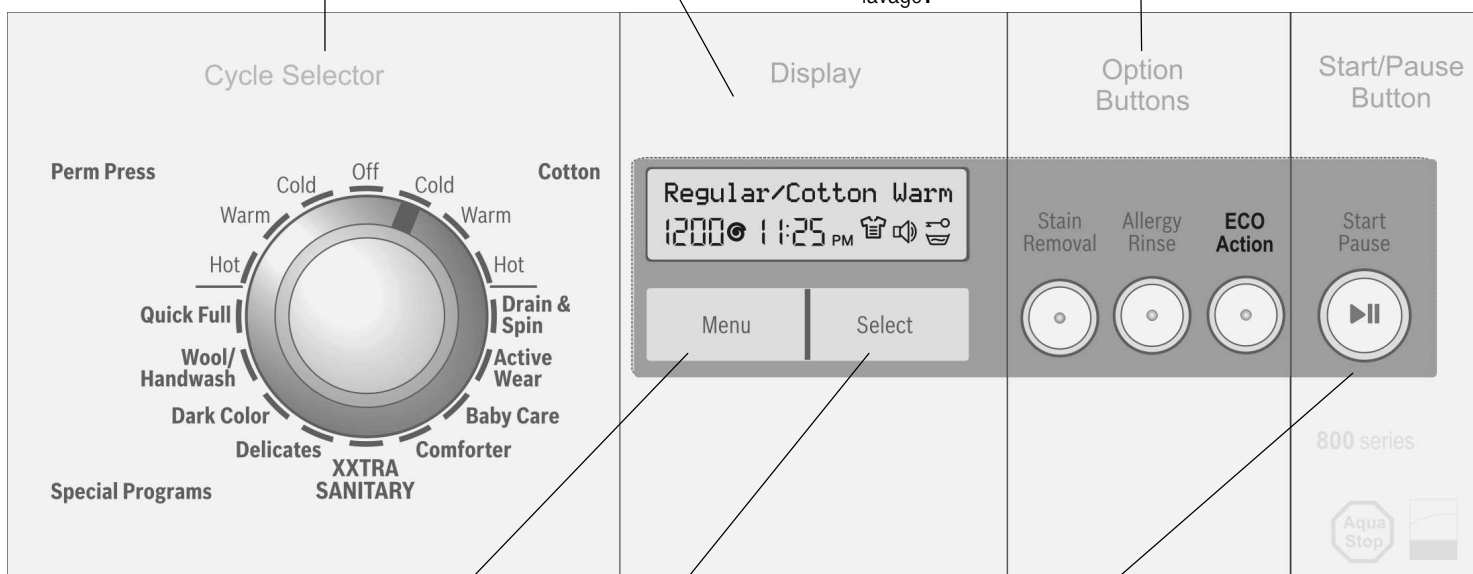 lavage.
Cycle Selector
Display
Option
Buttons
Start/Pause
Button
Perm Press
Cotton
Off
Cold
Cold
Warm
Warm
Hot
Hot
Quick Full
Drain &
Spin
Wool/
Handwash
Active
Wear
Dark Color
Baby Care
Delicates
Comforter
XXTRA
SANITARY
Special Programs
Regular/Cotton Warm
1200 11:25 PM
Menu
Select
Stain
Removal
Allergy
Rinse
ECO
Action
Start
Pause
800 series
Aqua
Stop